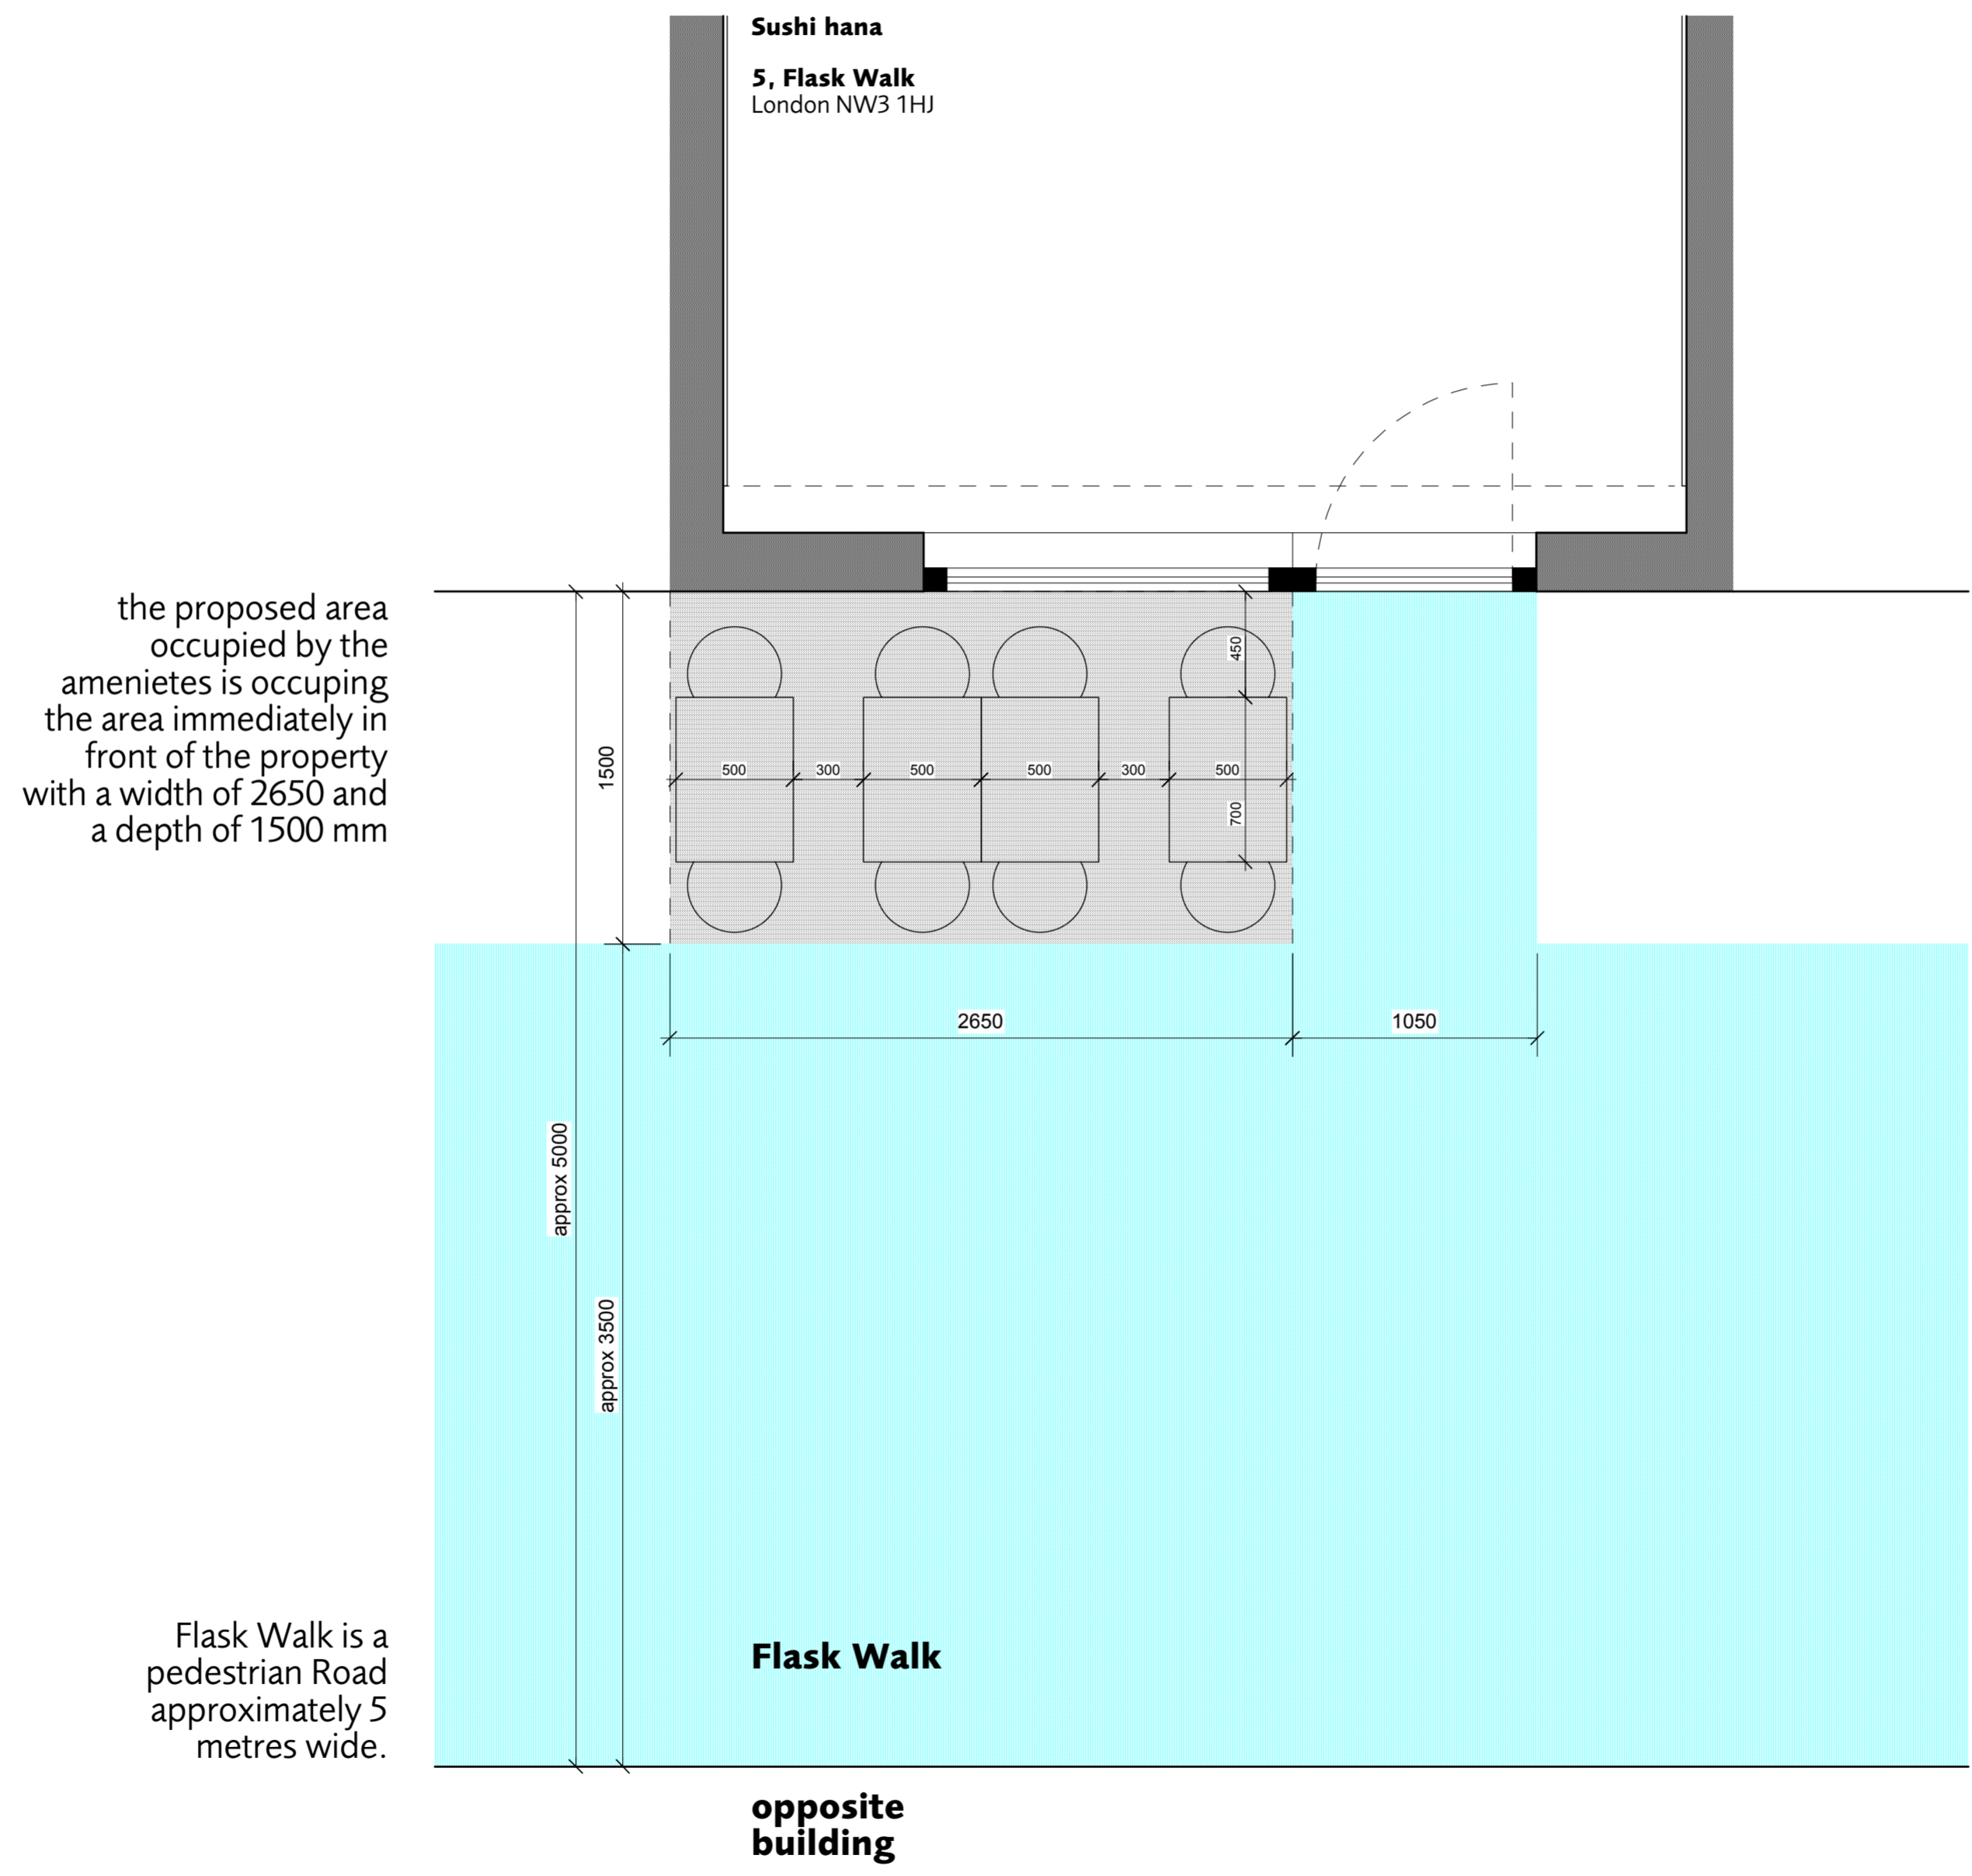 Sushi hana
5, Flask Walk
London NW3 1HJ
the proposed area
occupied by the
amenietes is occuping
the area immediately in
front of the property
with a width of 2650 and
a depth of 1500 mm
1500
450
500
300
500
500
300
500
700
2650
1050
approx 5000
approx 3500
Flask Walk is a
pedestrian Road
approximately 5
metres wide.
Flask Walk
opposite
building